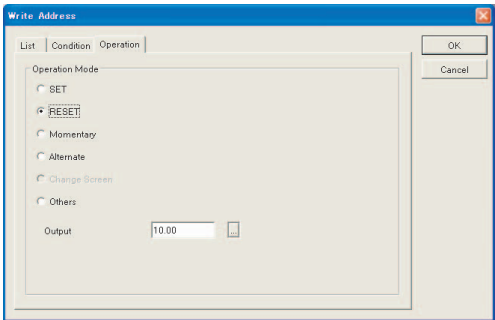 Write Address
List Condition Operation
OK
Cancel
Operation Mode
SET
RESET
Momentary
Alternate
Change Screen
Others
Output 10.00 ...